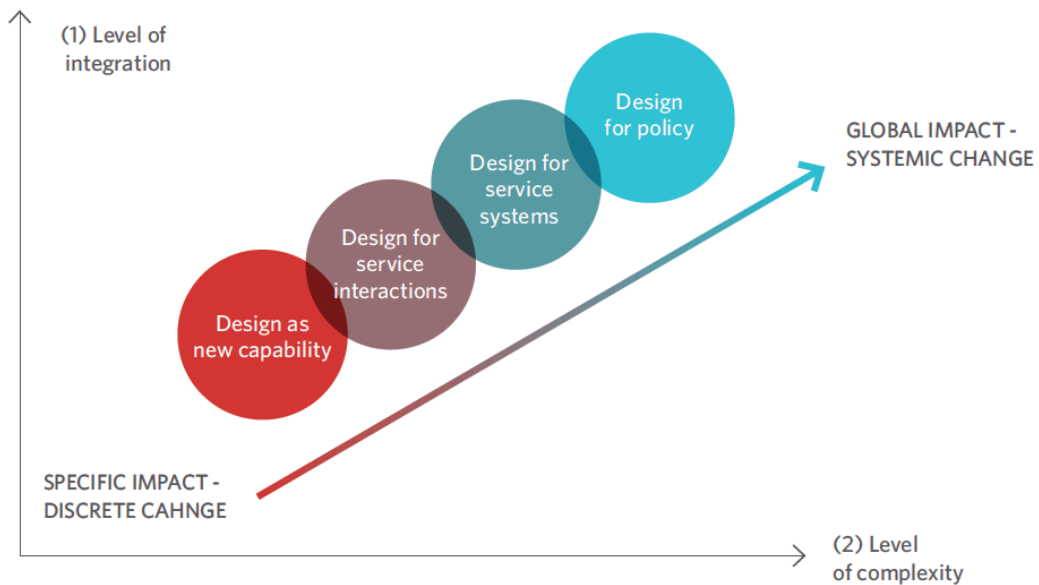 (1) Level of
integration
Design
for policy
GLOBAL IMPACT -
SYSTEMIC CHANGE
Design for
service
systems
Design for
service
interactions
Design as
new capability
SPECIFIC IMPACT -
DISCRETE CAHNGE
(2) Level
of complexity